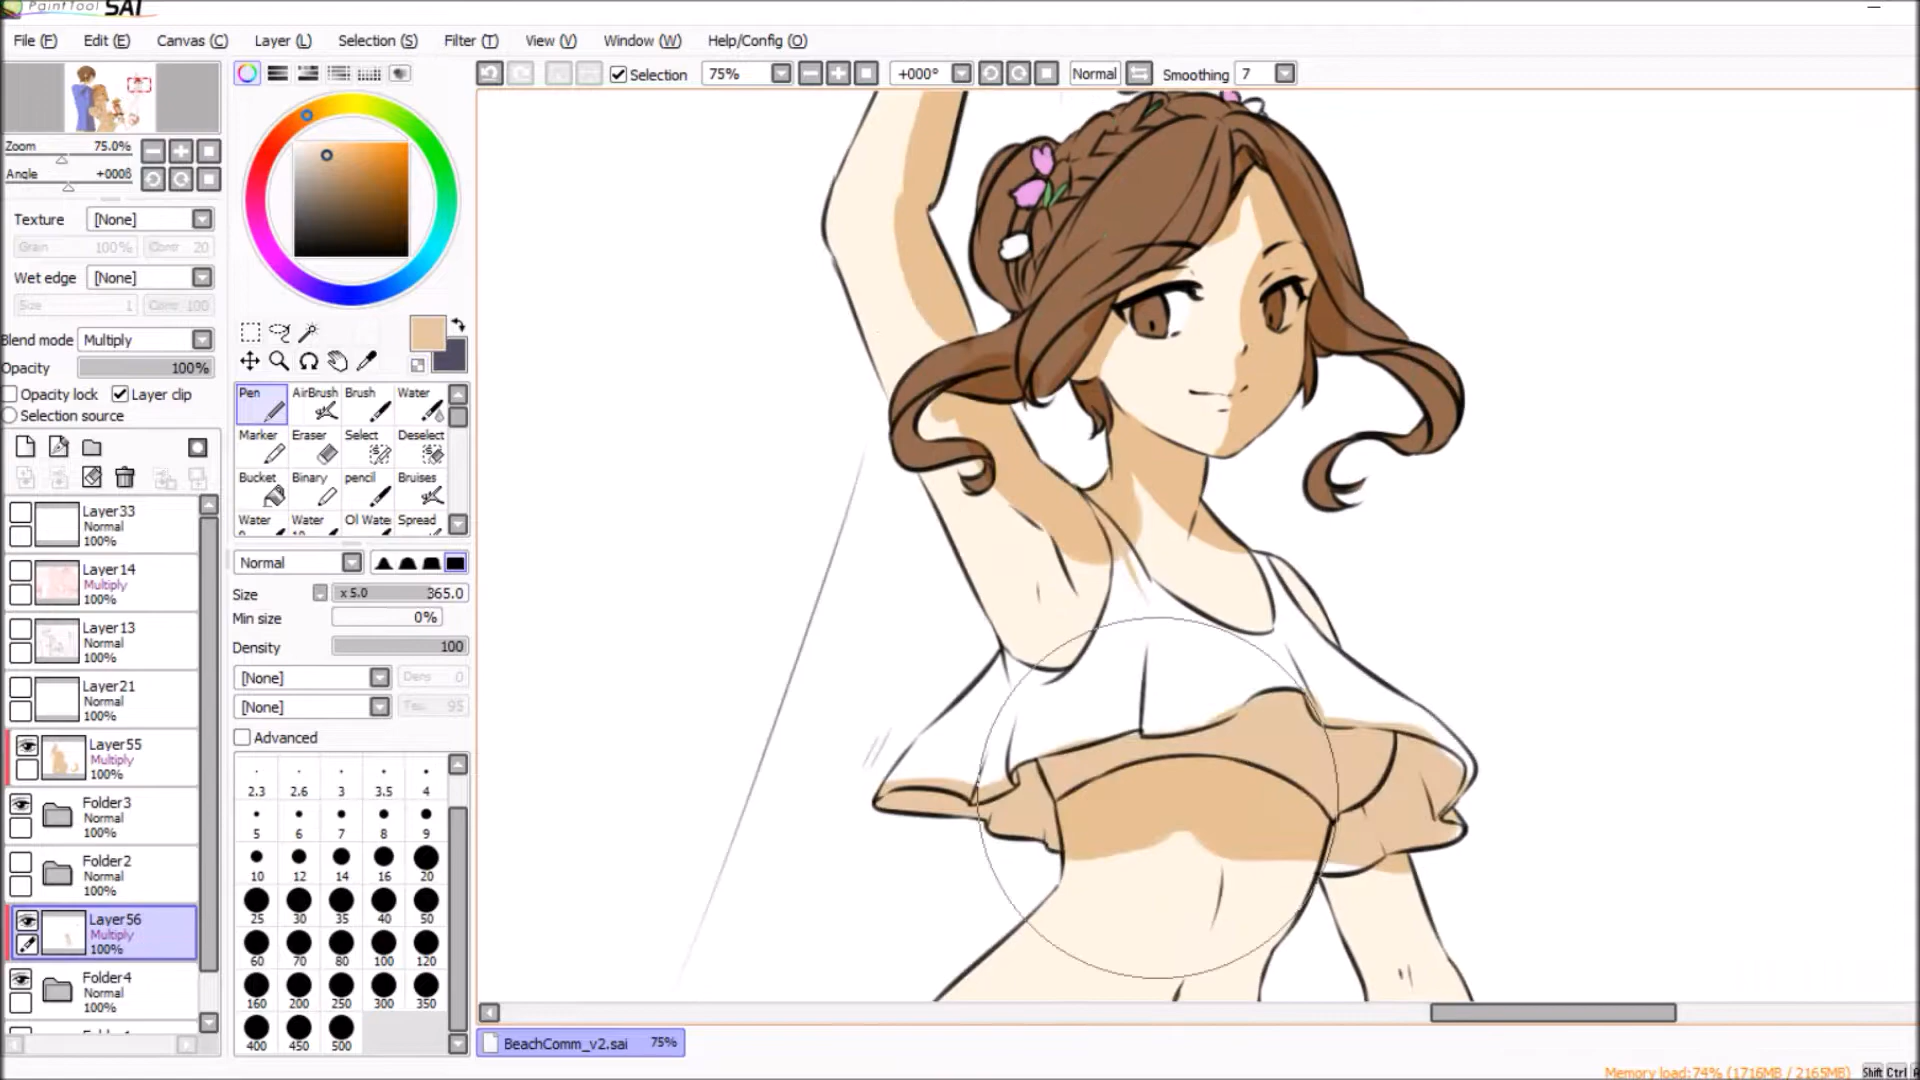 PaintTool SAI
File (F) Edit (E) Canvas (C) Layer (L) Selection (S) Filter (T) View (V) Window (W) Help/Config (O)
Selection 75% +000° Normal Smoothing 7
Zoom 75.0%
Angle +000
Texture [None]
Grain 100% 20
Wet edge [None]
Size 1 100
Blend mode Multiply
Opacity 100%
Opacity lock Layer clip
Selection source
Layer33
Normal
100%
Layer14
Multiply
100%
Layer13
Normal
100%
Layer21
Normal
100%
Layer55
Multiply
100%
Folder3
Normal
100%
Folder2
Normal
100%
Layer56
Multiply
100%
Folder4
Normal
100%
Pen AirBrush Brush Water
Marker Eraser Select Deselect
Bucket Binary pencil Bruises
Water Water Ol Wate Spread
Normal
Size x 5.0 365.0
Min size 0%
Density 100
[None] Dens 0
[None] 95
Advanced
2.3 2.6 3 3.5 4
5 6 7 8 9
10 12 14 16 20
25 30 35 40 50
60 70 80 100 120
160 200 250 300 350
400 450 500
BeachComm_v2.sai 75%
Memory load: 74% (1716MB / 2165MB) Shift Ctrl